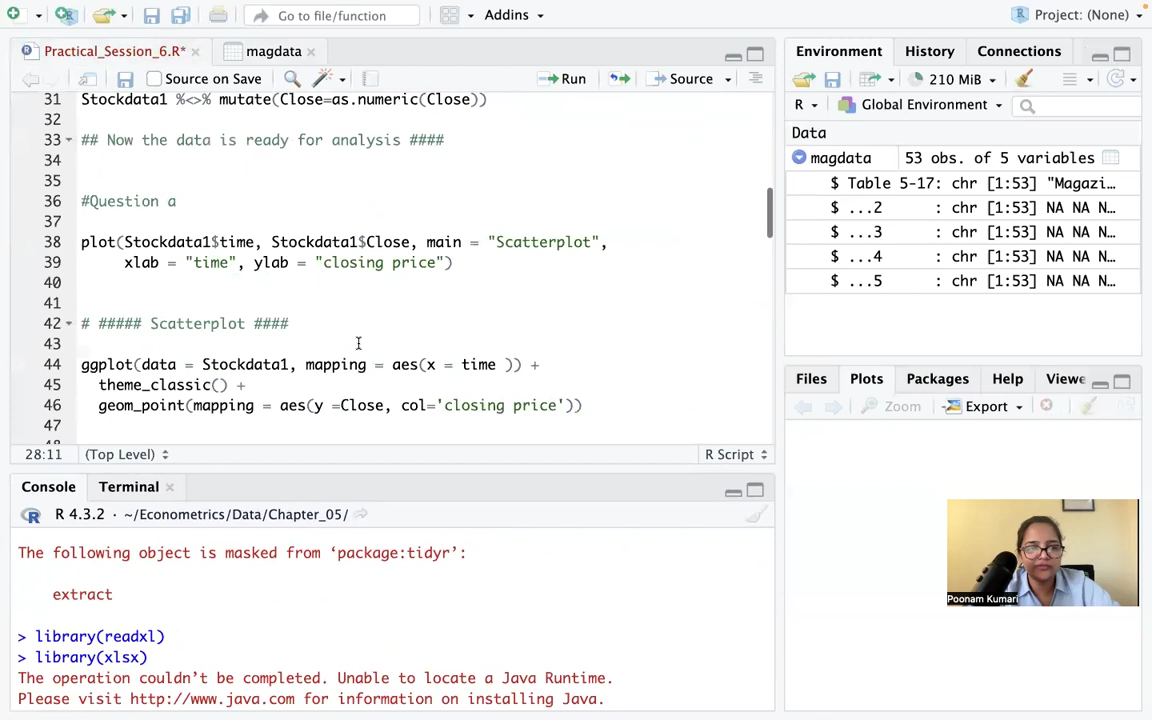 Go to file/function
Addins
Project: (None)
Practical_Session_6.R*
magdata
Source on Save
Run
Source
31 Stockdata1 %<>% mutate(Close=as.numeric(Close))
32
33 ## Now the data is ready for analysis ####
34
35
36 #Question a
37
38 plot(Stockdata1$time, Stockdata1$Close, main = "Scatterplot",
39 xlab = "time", ylab = "closing price")
40
41
42 # ##### Scatterplot ####
43
44 ggplot(data = Stockdata1, mapping = aes(x = time )) +
45 theme_classic() +
46 geom_point(mapping = aes(y =Close, col='closing price'))
47
28:11 (Top Level) R Script
Console Terminal
R 4.3.2 · ~/Econometrics/Data/Chapter_05/
The following object is masked from ‘package:tidyr’:
extract
> library(readxl)
> library(xlsx)
The operation couldn’t be completed. Unable to locate a Java Runtime.
Please visit http://www.java.com for information on installing Java.
Environment History Connections
210 MiB
R Global Environment
Data
magdata 53 obs. of 5 variables
$ Table 5-17: chr [1:53] "Magazi…
$ ...2 : chr [1:53] NA NA N…
$ ...3 : chr [1:53] NA NA N…
$ ...4 : chr [1:53] NA NA N…
$ ...5 : chr [1:53] NA NA N…
Files Plots Packages Help Viewe
Zoom Export
Poonam Kumari